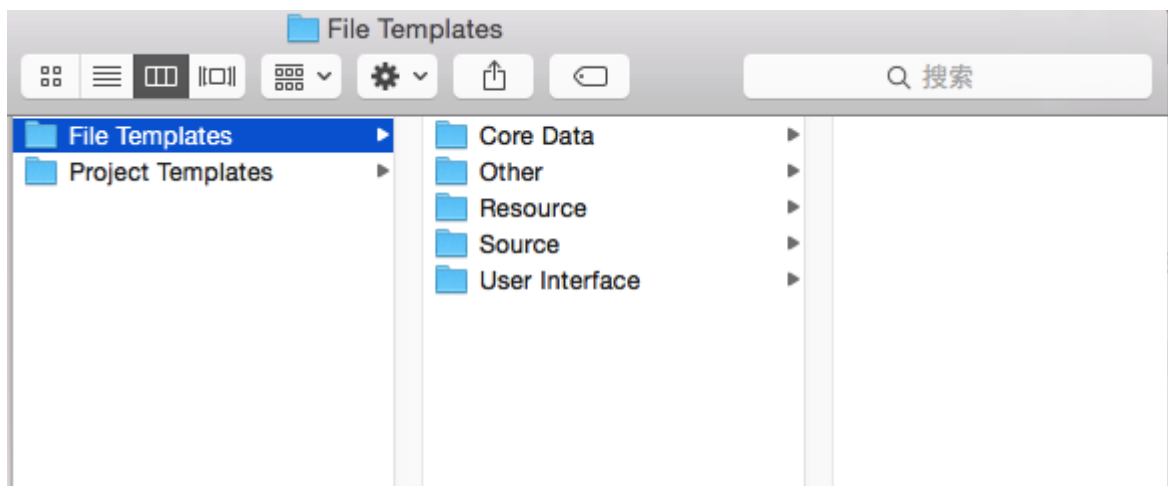 File Templates
搜索
File Templates
Project Templates
Core Data
Other
Resource
Source
User Interface